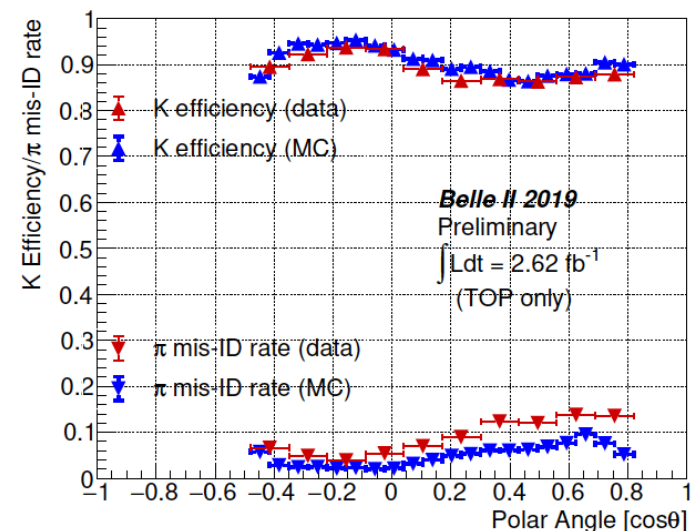 K Efficiency/π mis-ID rate
1
0.9
0.8
0.7
0.6
0.5
0.4
0.3
0.2
0.1
0
K efficiency (data)
K efficiency (MC)
Belle II 2019
Preliminary
∫Ldt = 2.62 fb⁻¹
(TOP only)
π mis-ID rate (data)
π mis-ID rate (MC)
−1 −0.8 −0.6 −0.4 −0.2 0 0.2 0.4 0.6 0.8 1
Polar Angle [cosθ]